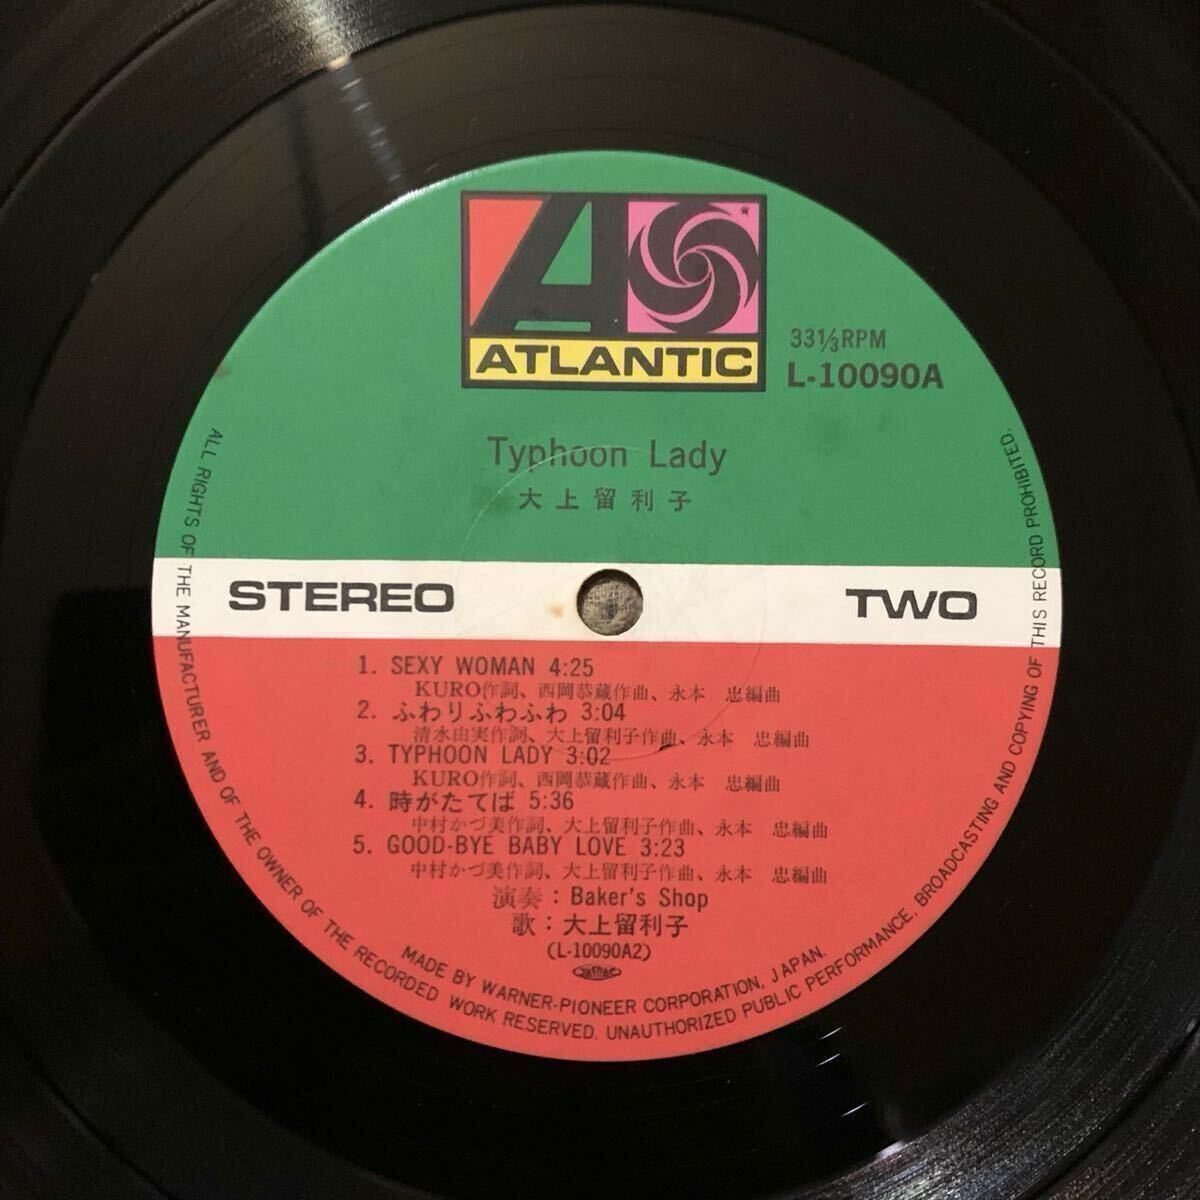 ATLANTIC
33⅓RPM
L-10090A
Typhoon Lady
大上留利子
STEREO
TWO
1. SEXY WOMAN 4:25
KURO作詞、西岡恭蔵作曲、永本 忠編曲
2. ふわりふわふわ 3:04
清水由実作詞、大上留利子作曲、永本 忠編曲
3. TYPHOON LADY 3:02
KURO作詞、西岡恭蔵作曲、永本 忠編曲
4. 時がたてば 5:36
中村かづ美作詞、大上留利子作曲、永本 忠編曲
5. GOOD-BYE BABY LOVE 3:23
中村かづ美作詞、大上留利子作曲、永本 忠編曲
演奏：Baker's Shop
歌：大上留利子
(L-10090A2)
JASRAC
MADE BY WARNER-PIONEER CORPORATION, JAPAN.
ALL RIGHTS OF THE MANUFACTURER AND OF THE OWNER OF THE RECORDED WORK RESERVED. UNAUTHORIZED PUBLIC PERFORMANCE, BROADCASTING AND COPYING OF THIS RECORD PROHIBITED.